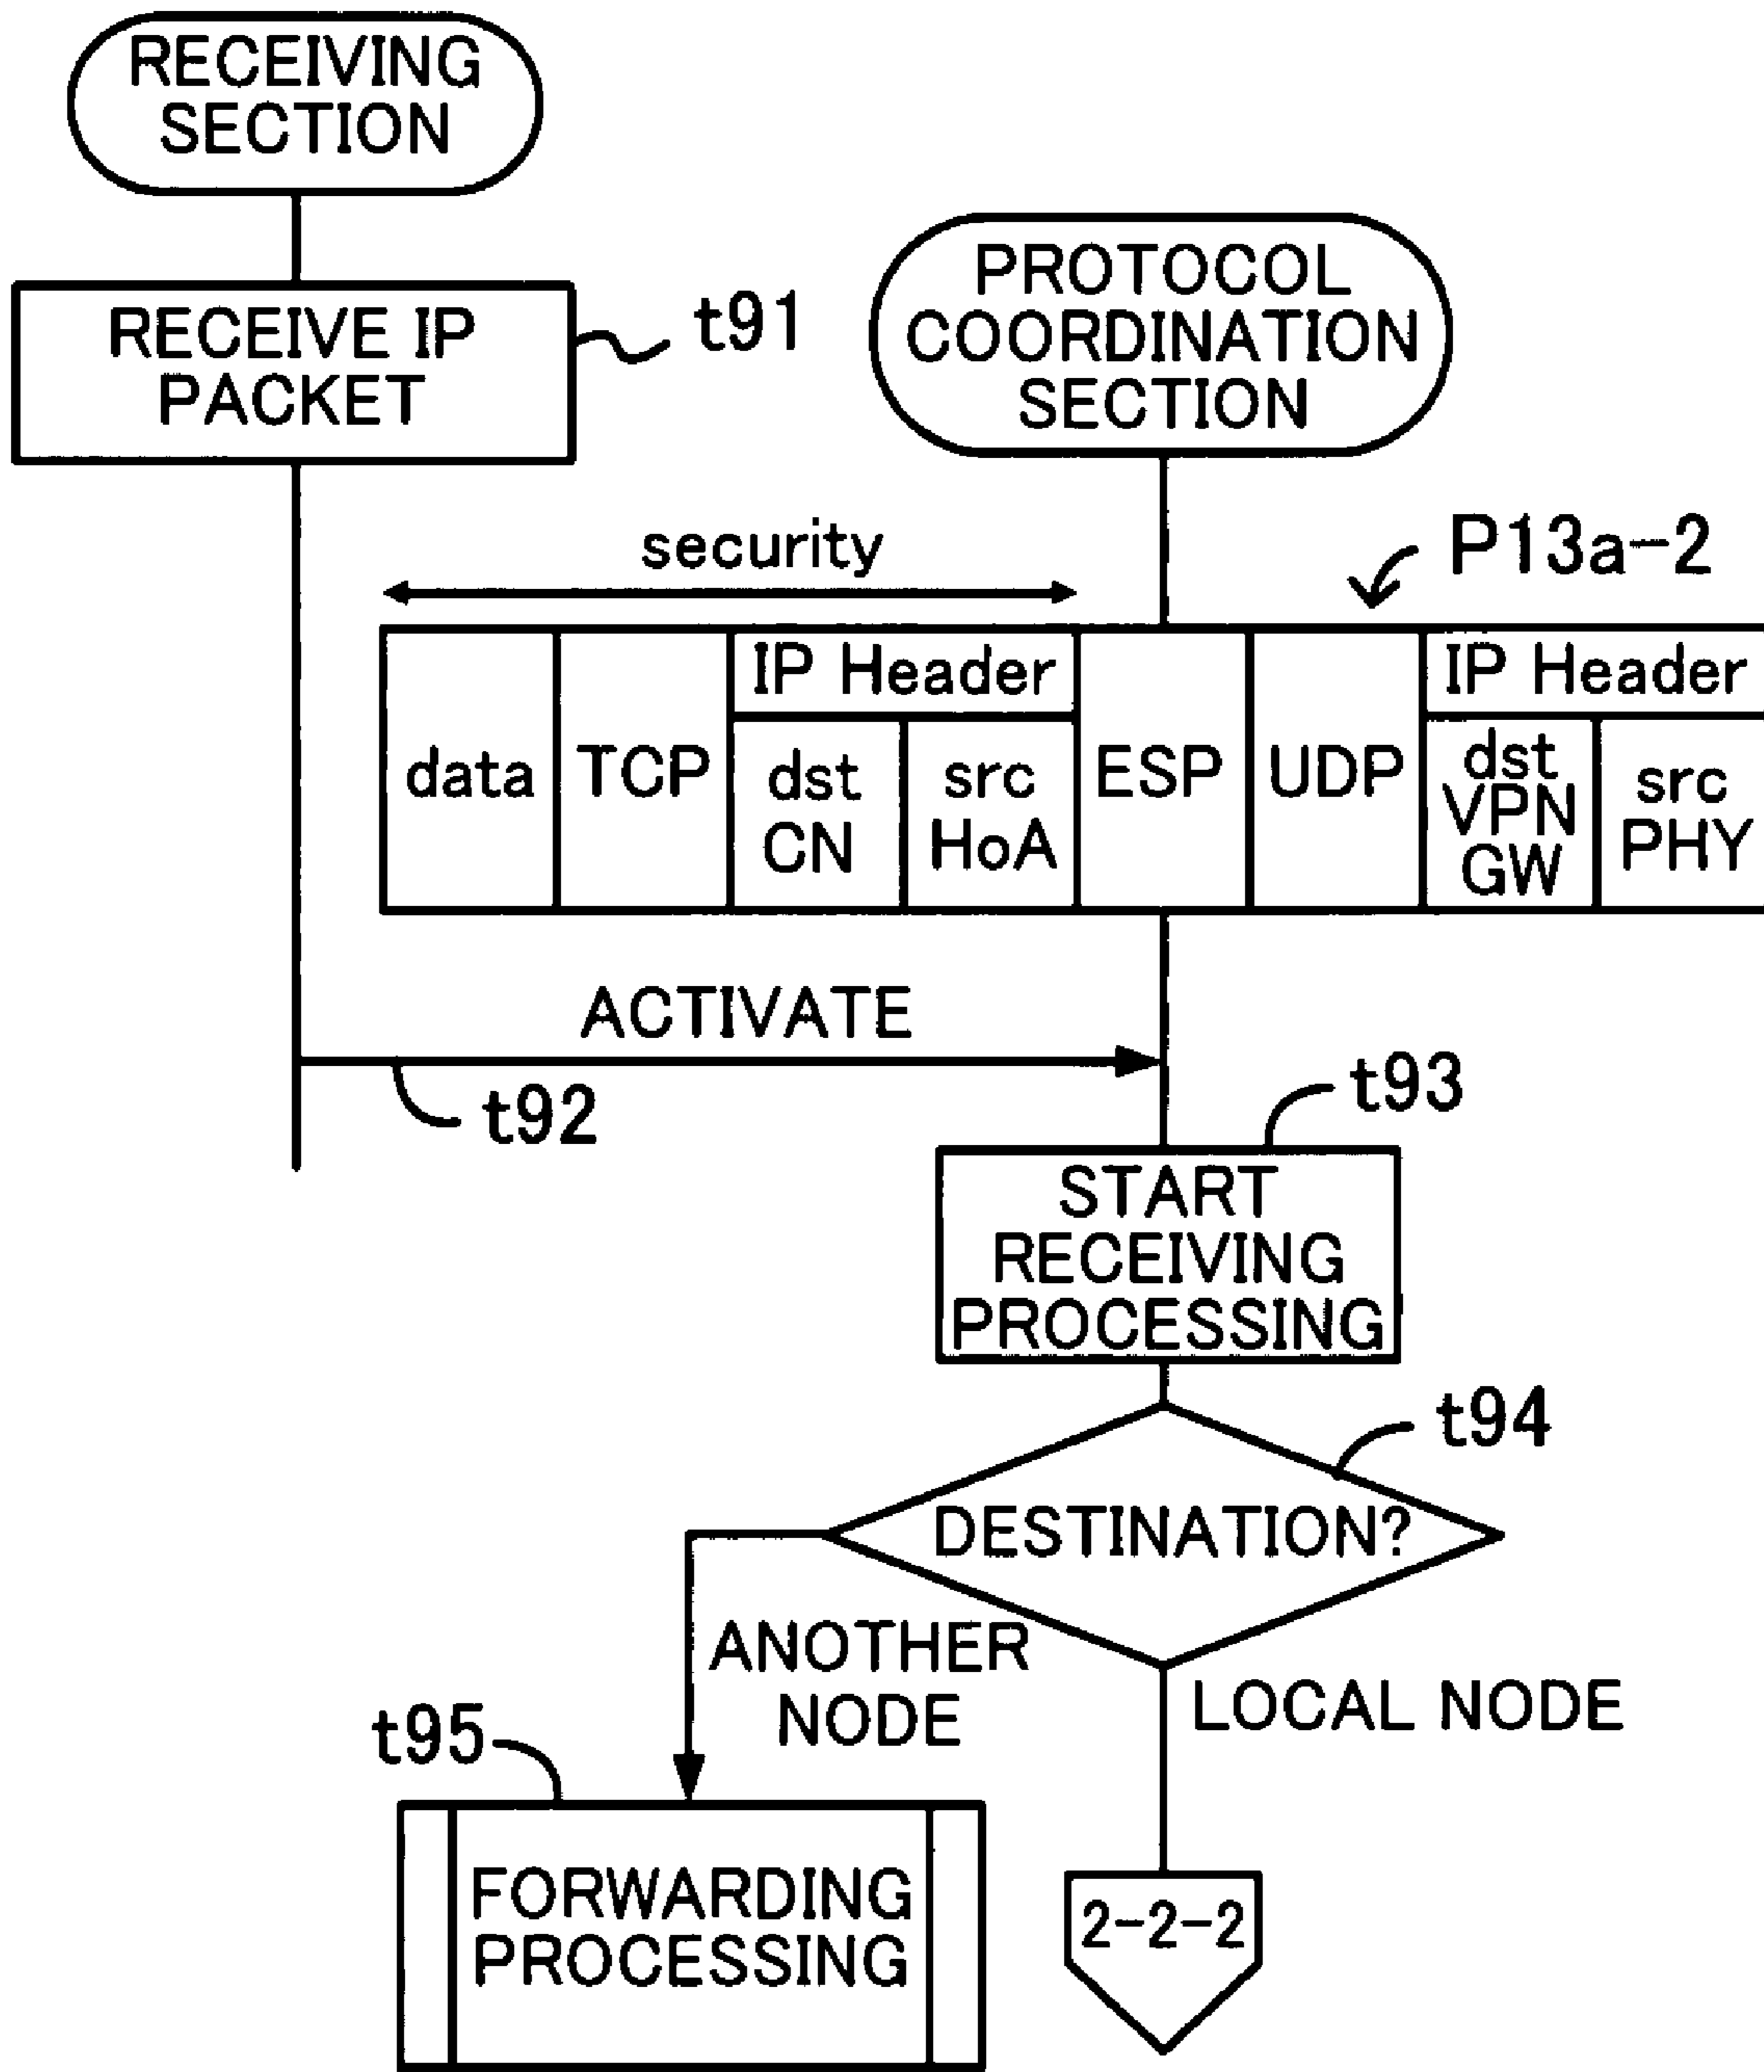 RECEIVING
SECTION
RECEIVE IP
PACKET
t91
PROTOCOL
COORDINATION
SECTION
security
P13a-2
data
TCP
IP Header
dst
CN
src
HoA
ESP
UDP
IP Header
dst
VPN
GW
src
PHY
ACTIVATE
t92
t93
START
RECEIVING
PROCESSING
t94
DESTINATION?
ANOTHER
NODE
LOCAL NODE
t95
FORWARDING
PROCESSING
2-2-2